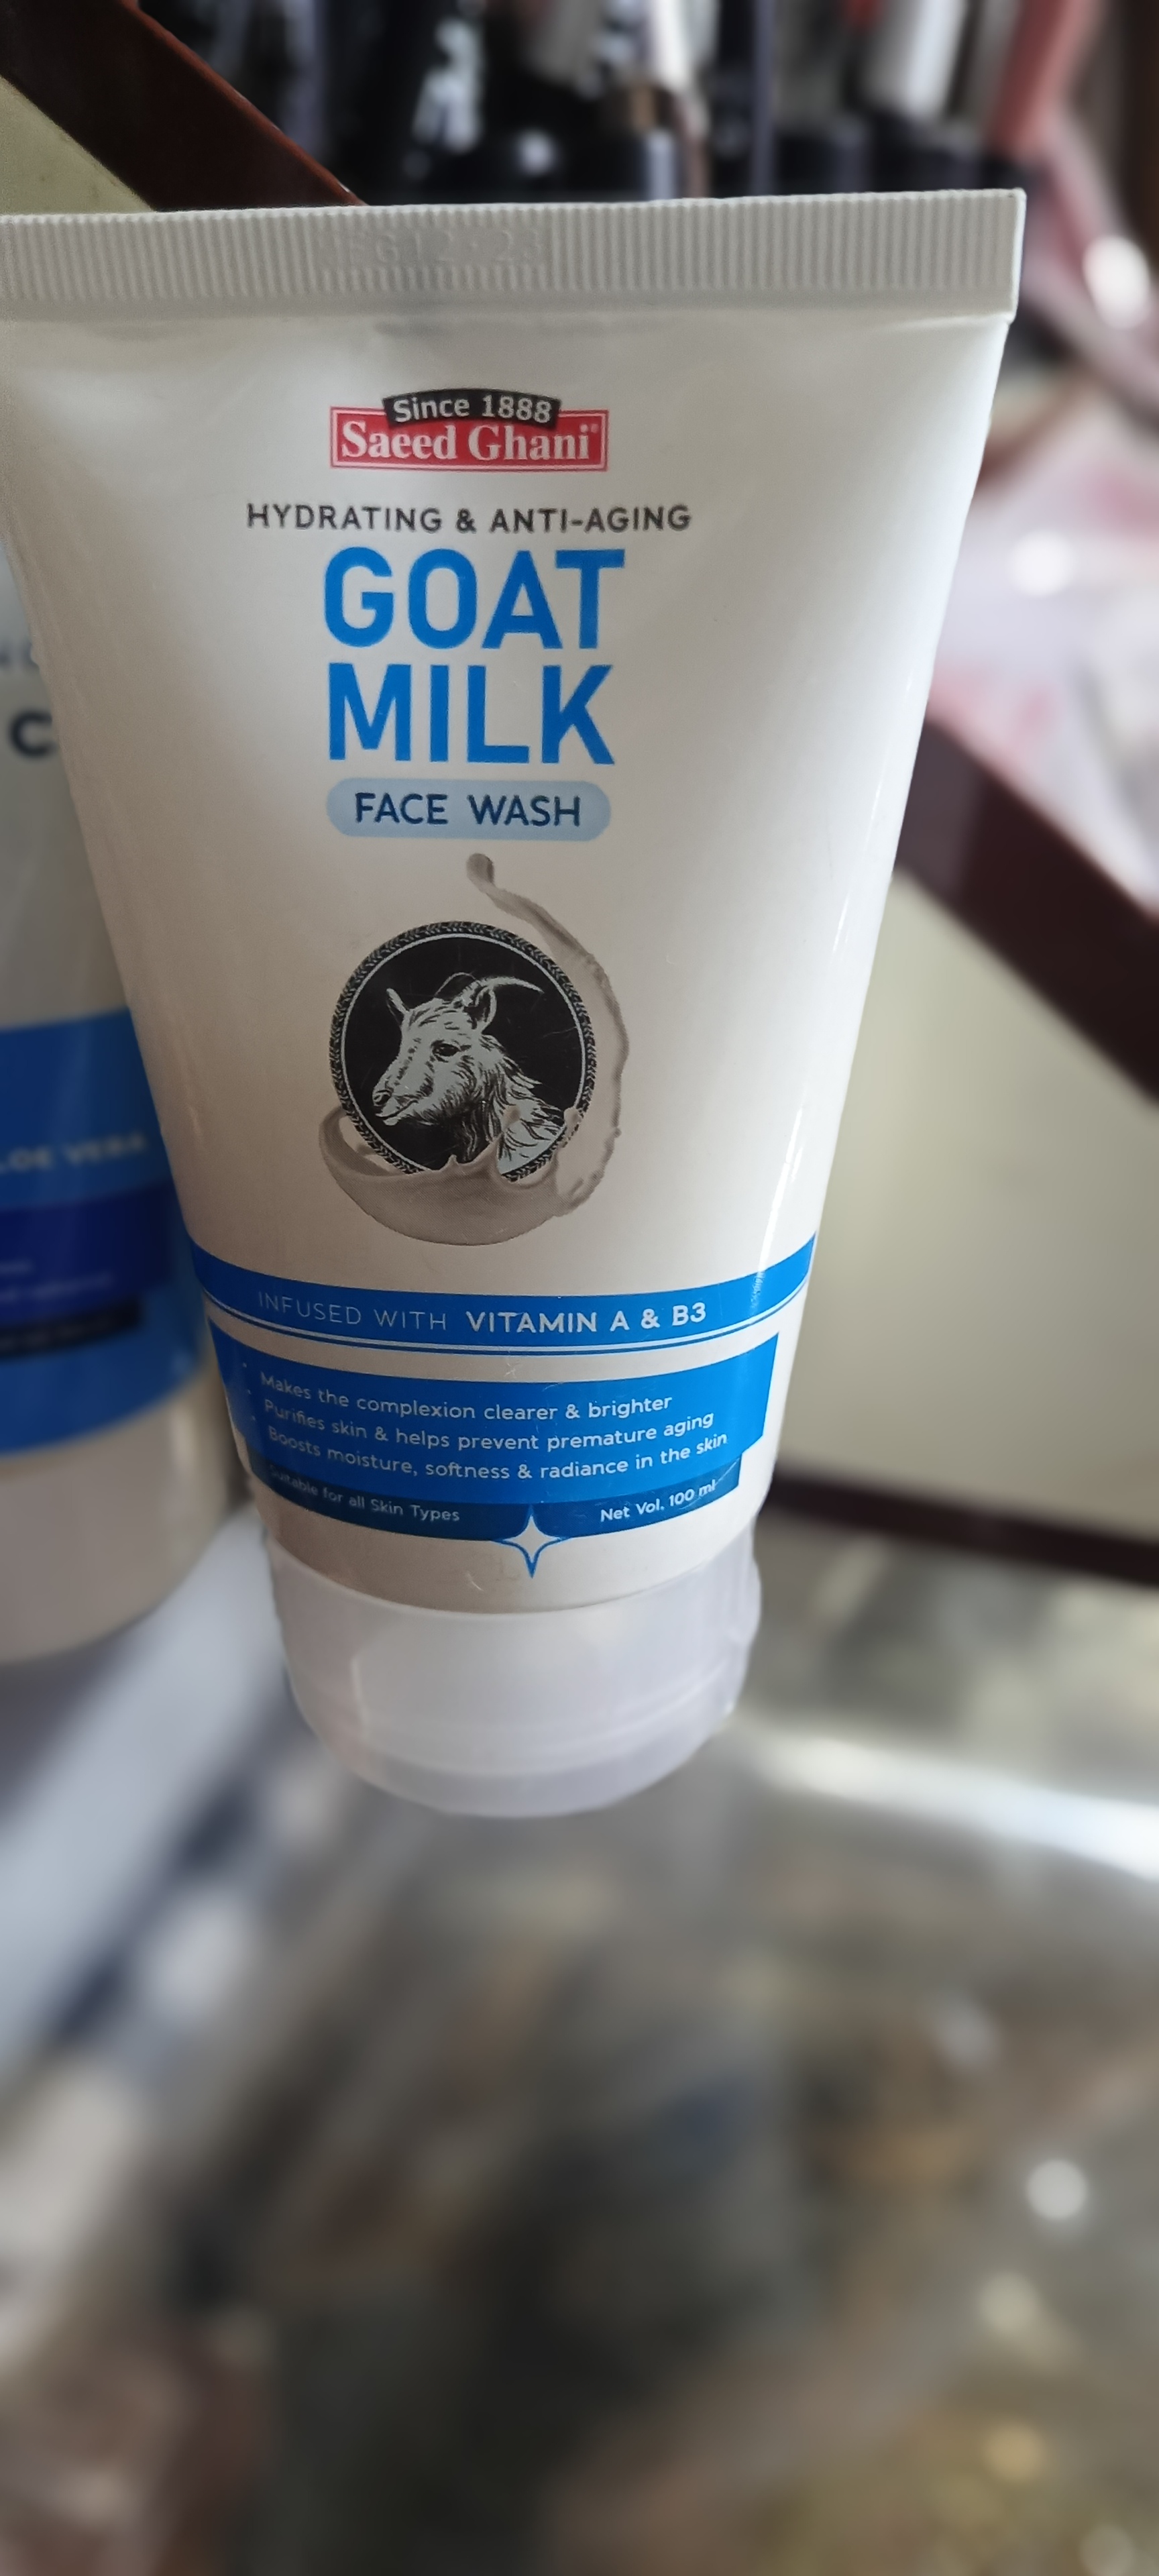 Since 1888
Saeed Ghani®
HYDRATING & ANTI-AGING
GOAT
MILK
FACE WASH
INFUSED WITH VITAMIN A & B3
Makes the complexion clearer & brighter
Purifies skin & helps prevent premature aging
Boosts moisture, softness & radiance in the skin
Suitable for all Skin Types
Net Vol. 100 ml
C
LOE VERA